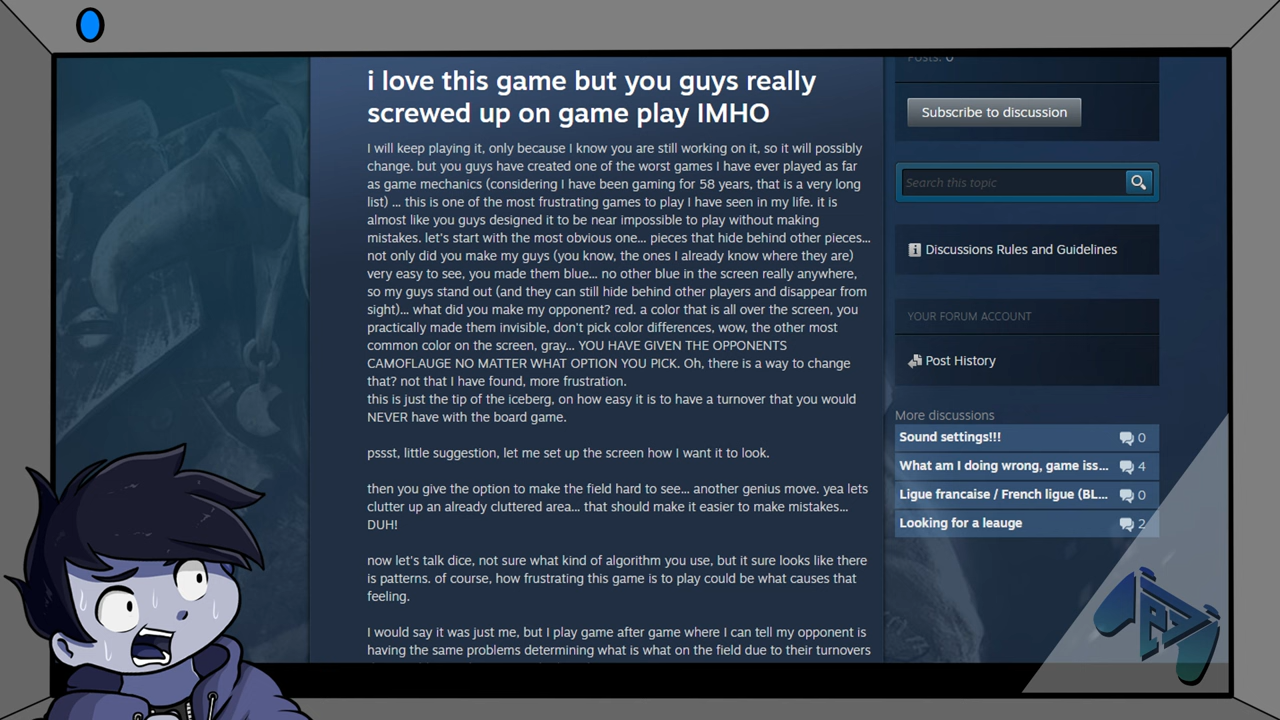 i love this game but you guys really
screwed up on game play IMHO
I will keep playing it, only because I know you are still working on it, so it will possibly
change. but you guys have created one of the worst games I have ever played as far
as game mechanics (considering I have been gaming for 58 years, that is a very long
list) ... this is one of the most frustrating games to play I have seen in my life. it is
almost like you guys designed it to be near impossible to play without making
mistakes. let's start with the most obvious one... pieces that hide behind other pieces...
not only did you make my guys (you know, the ones I already know where they are)
very easy to see, you made them blue... no other blue in the screen really anywhere,
so my guys stand out (and they can still hide behind other players and disappear from
sight)... what did you make my opponent? red. a color that is all over the screen, you
practically made them invisible, don't pick color differences, wow, the other most
common color on the screen, gray... YOU HAVE GIVEN THE OPPONENTS
CAMOFLAUGE NO MATTER WHAT OPTION YOU PICK. Oh, there is a way to change
that? not that I have found, more frustration.
this is just the tip of the iceberg, on how easy it is to have a turnover that you would
NEVER have with the board game.
pssst, little suggestion, let me set up the screen how I want it to look.
then you give the option to make the field hard to see... another genius move. yea lets
clutter up an already cluttered area... that should make it easier to make mistakes...
DUH!
now let's talk dice, not sure what kind of algorithm you use, but it sure looks like there
is patterns. of course, how frustrating this game is to play could be what causes that
feeling.
I would say it was just me, but I play game after game where I can tell my opponent is
having the same problems determining what is what on the field due to their turnovers
Posts: 0
Subscribe to discussion
Search this topic
Discussions Rules and Guidelines
YOUR FORUM ACCOUNT
Post History
More discussions
Sound settings!!! 0
What am I doing wrong, game iss... 4
Ligue francaise / French ligue (BL... 0
Looking for a leauge 2